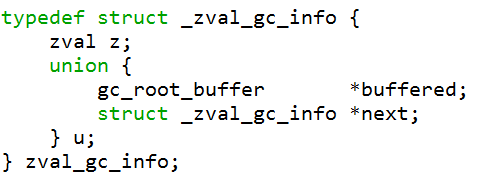 typedef struct _zval_gc_info {
    zval z;
    union {
        gc_root_buffer       *buffered;
        struct _zval_gc_info *next;
    } u;
} zval_gc_info;